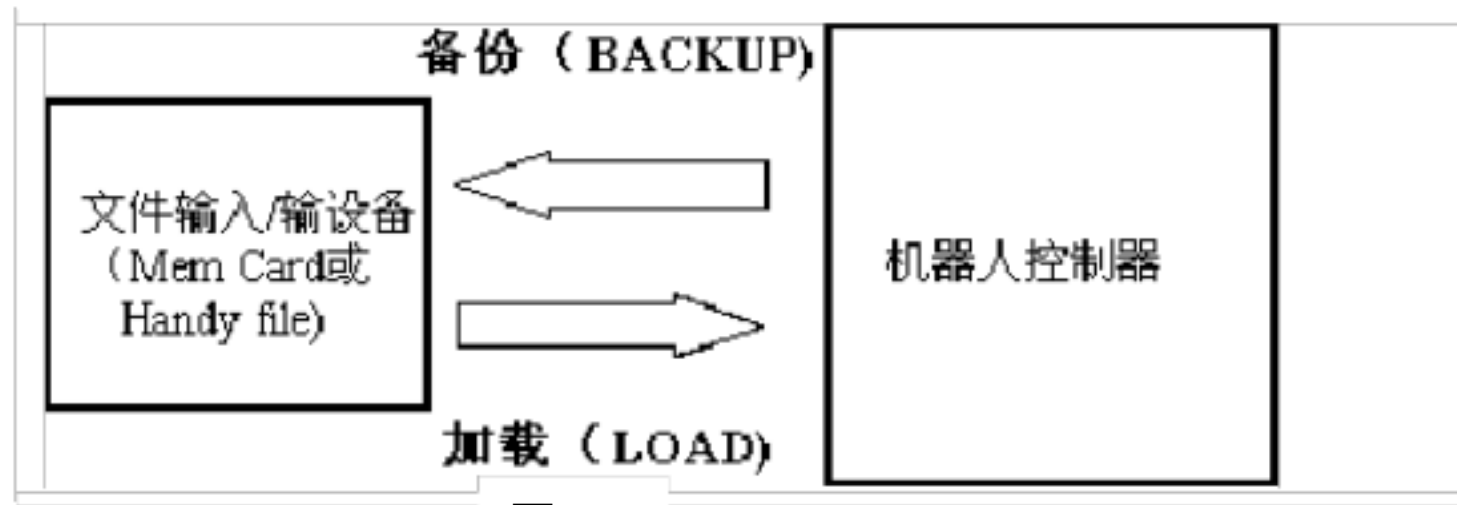 备份（BACKUP)
文件输入/输设备
（Mem Card或
Handy file)
机器人控制器
加载（LOAD)